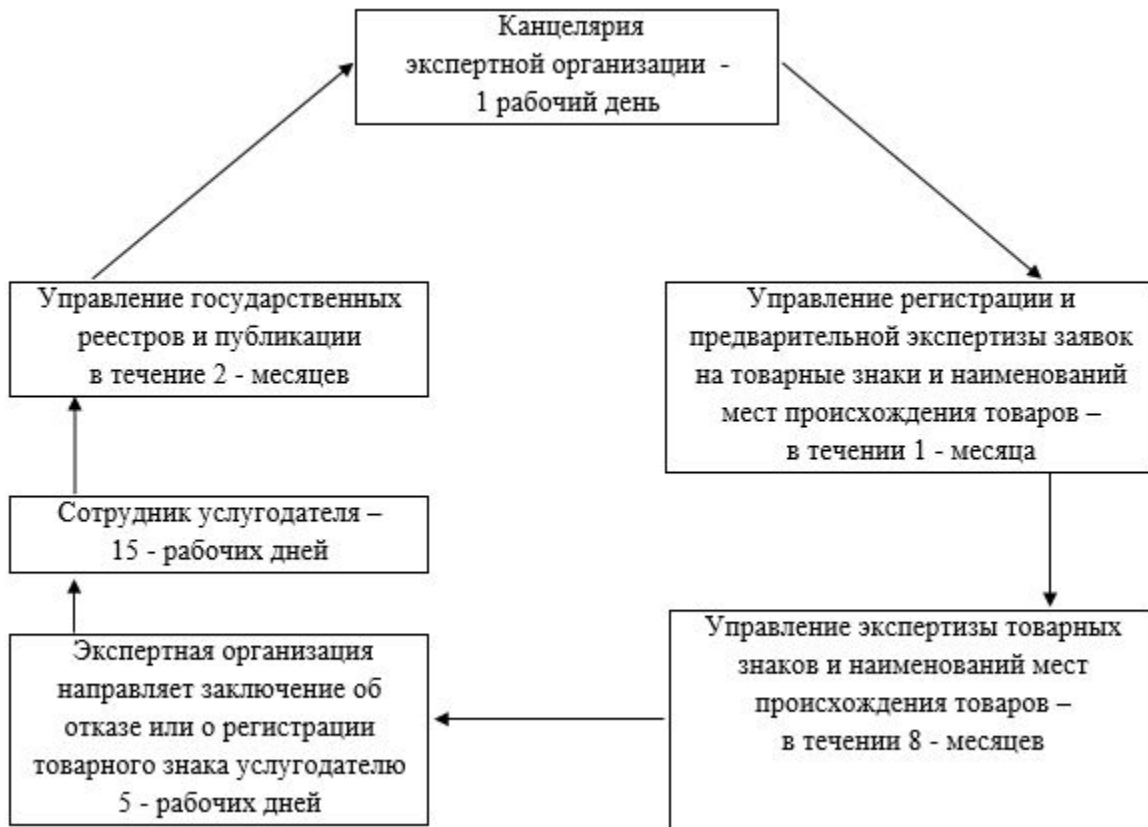 Канцелярия
экспертной организации -
1 рабочий день
Управление регистрации и
предварительной экспертизы заявок
на товарные знаки и наименований
мест происхождения товаров –
в течении 1 - месяца
Управление экспертизы товарных
знаков и наименований мест
происхождения товаров –
в течении 8 - месяцев
Экспертная организация
направляет заключение об
отказе или о регистрации
товарного знака услугодателю
5 - рабочих дней
Сотрудник услугодателя –
15 - рабочих дней
Управление государственных
реестров и публикации
в течение 2 - месяцев